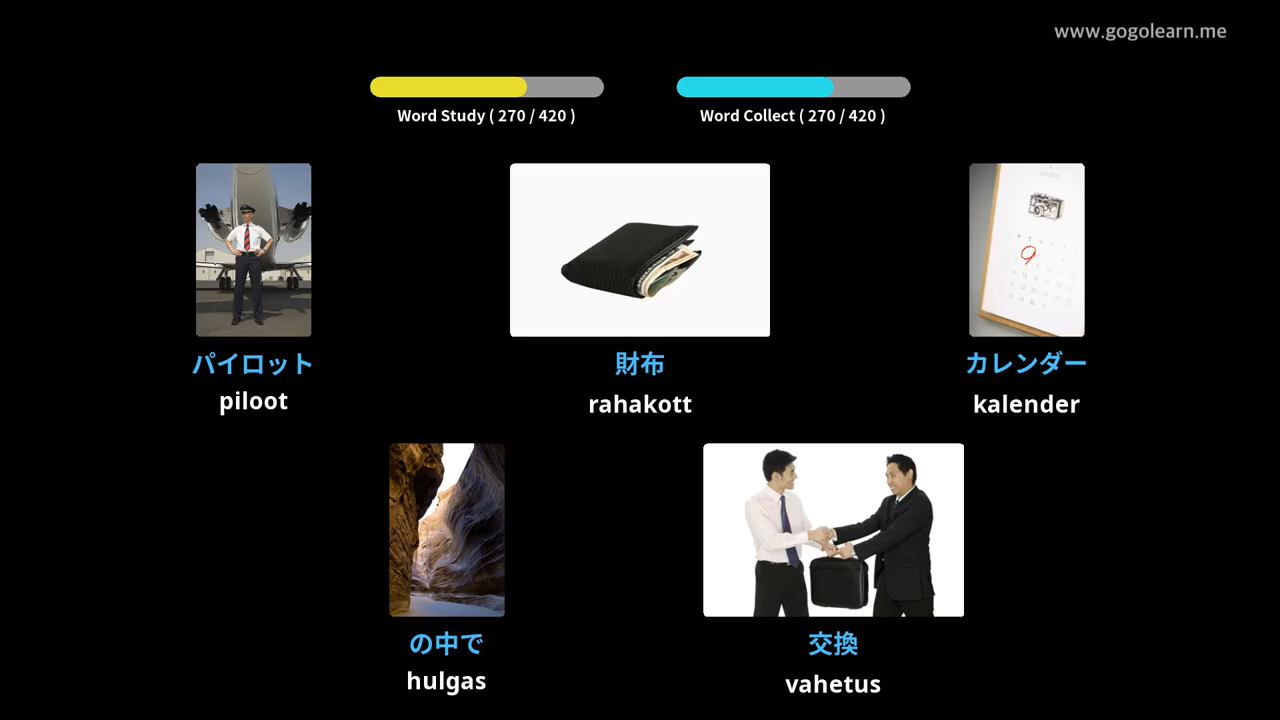 www.gogolearn.me
Word Study ( 270 / 420 )
Word Collect ( 270 / 420 )
パイロット
piloot
財布
rahakott
カレンダー
kalender
の中で
hulgas
交換
vahetus